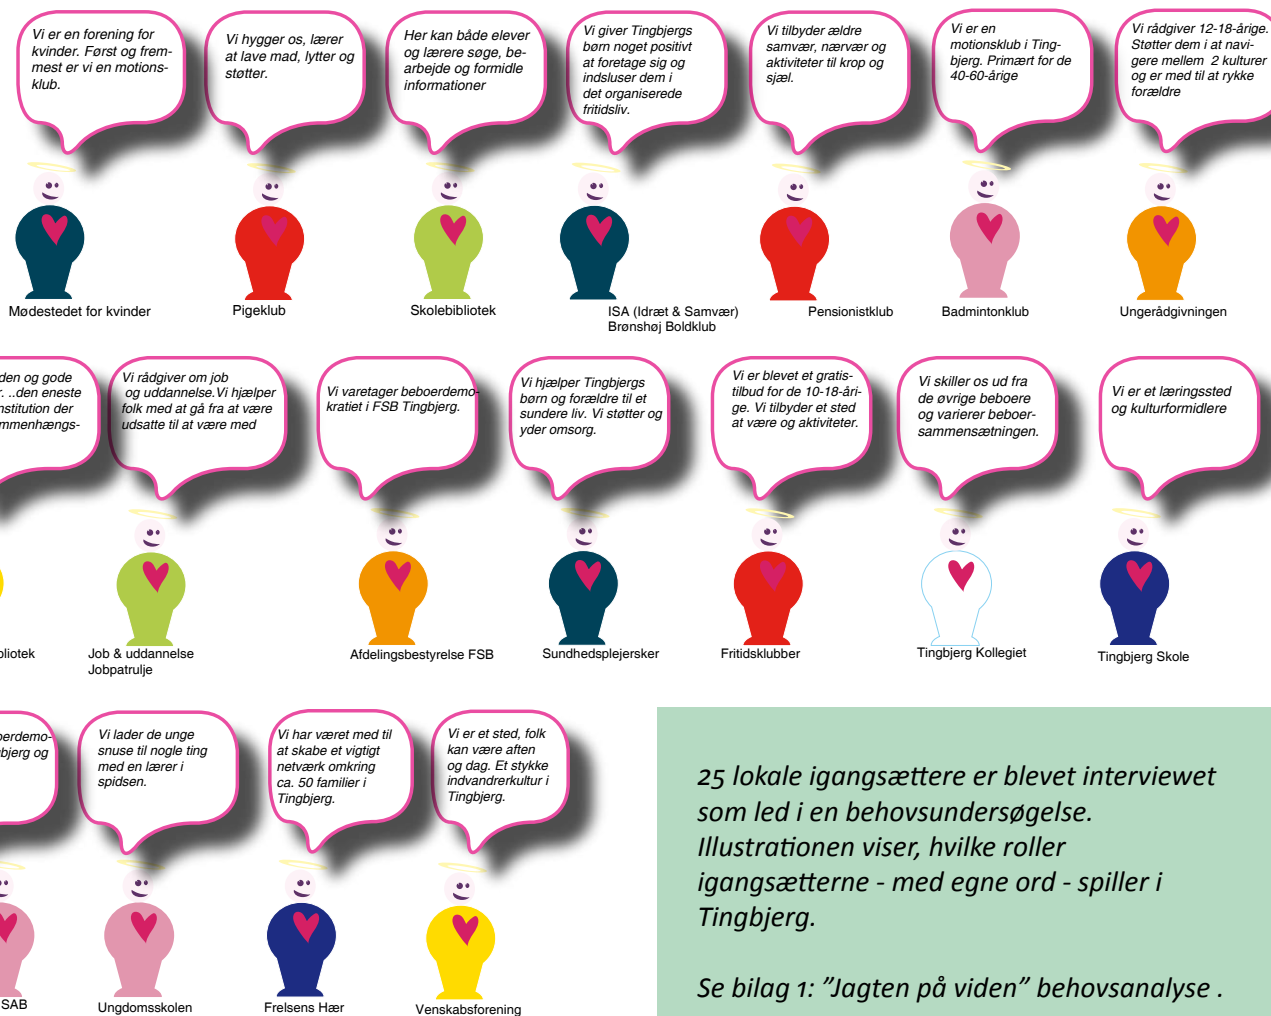 Vi er en forening for
kvinder. Først og frem-
mest er vi en motions-
klub.
Vi hygger os, lærer
at lave mad, lytter og
støtter.
Her kan både elever
og lærere søge, be-
arbejde og formidle
informationer
Vi giver Tingbjergs
børn noget positivt
at foretage sig og
indsluser dem i
det organiserede
fritidsliv.
Vi tilbyder ældre
samvær, nærvær og
aktiviteter til krop og
sjæl.
Vi er en
motionsklub i Ting-
bjerg. Primært for de
40-60-årige
Vi rådgiver 12-18-årige.
Støtter dem i at navi-
gere mellem 2 kulturer
og er med til at rykke
forældre
Mødestedet for kvinder
Pigeklub
Skolebibliotek
ISA (Idræt & Samvær)
Brønshøj Boldklub
Pensionistklub
Badmintonklub
Ungerådgivningen
den og gode
r. ..den eneste
nstitution der
mmenhængs-
Vi rådgiver om job
og uddannelse.Vi hjælper
folk med at gå fra at være
udsatte til at være med
Vi varetager beboerdemo-
kratiet i FSB Tingbjerg.
Vi hjælper Tingbjergs
børn og forældre til et
sundere liv. Vi støtter og
yder omsorg.
Vi er blevet et gratis-
tilbud for de 10-18-åri-
ge. Vi tilbyder et sted
at være og aktiviteter.
Vi skiller os ud fra
de øvrige beboere
og varierer beboer-
sammensætningen.
Vi er et læringssted
og kulturformidlere
bliotek
Job & uddannelse
Jobpatrulje
Afdelingsbestyrelse FSB
Sundhedsplejersker
Fritidsklubber
Tingbjerg Kollegiet
Tingbjerg Skole
oerdemo-
bjerg og
Vi lader de unge
snuse til nogle ting
med en lærer i
spidsen.
Vi har været med til
at skabe et vigtigt
netværk omkring
ca. 50 familier i
Tingbjerg.
Vi er et sted, folk
kan være aften
og dag. Et stykke
indvandrerkultur i
Tingbjerg.
SAB
Ungdomsskolen
Frelsens Hær
Venskabsforening
25 lokale igangsættere er blevet interviewet
som led i en behovsundersøgelse.
Illustrationen viser, hvilke roller
igangsætterne - med egne ord - spiller i
Tingbjerg.
Se bilag 1: ”Jagten på viden” behovsanalyse .